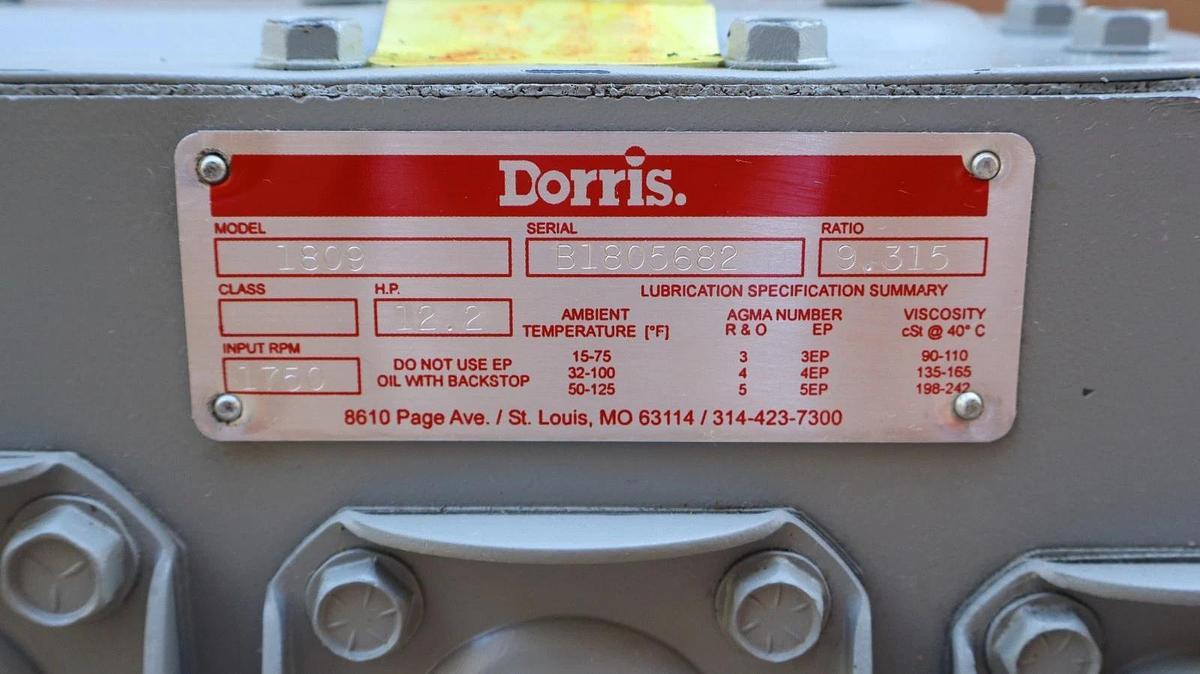 Dorris.
MODEL SERIAL RATIO
1809 B1805682 9.315
CLASS H.P. LUBRICATION SPECIFICATION SUMMARY
12.2
AMBIENT AGMA NUMBER VISCOSITY
TEMPERATURE [°F] R & O EP cSt @ 40° C
INPUT RPM
1750
DO NOT USE EP
OIL WITH BACKSTOP
15-75 3 3EP 90-110
32-100 4 4EP 135-165
50-125 5 5EP 198-242
8610 Page Ave. / St. Louis, MO 63114 / 314-423-7300